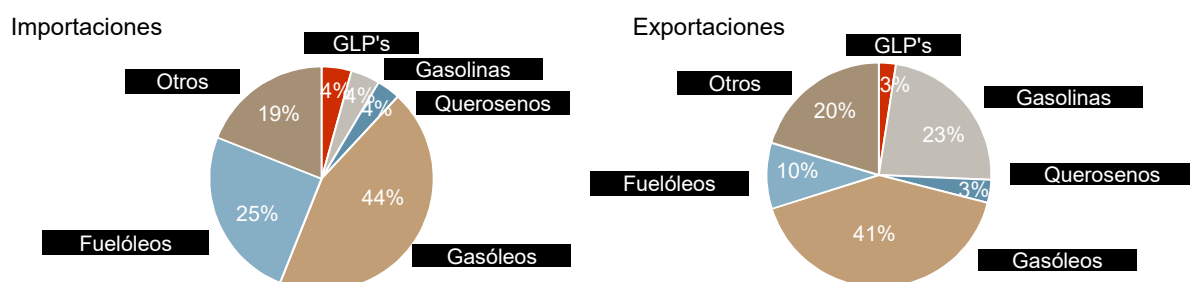 Importaciones
GLP's
Gasolinas
Querosenos
Otros
4%
4%
4%
19%
44%
25%
Fuelóleos
Gasóleos
Exportaciones
GLP's
Otros
Gasolinas
3%
20%
23%
Querosenos
Fuelóleos
10%
3%
41%
Gasóleos